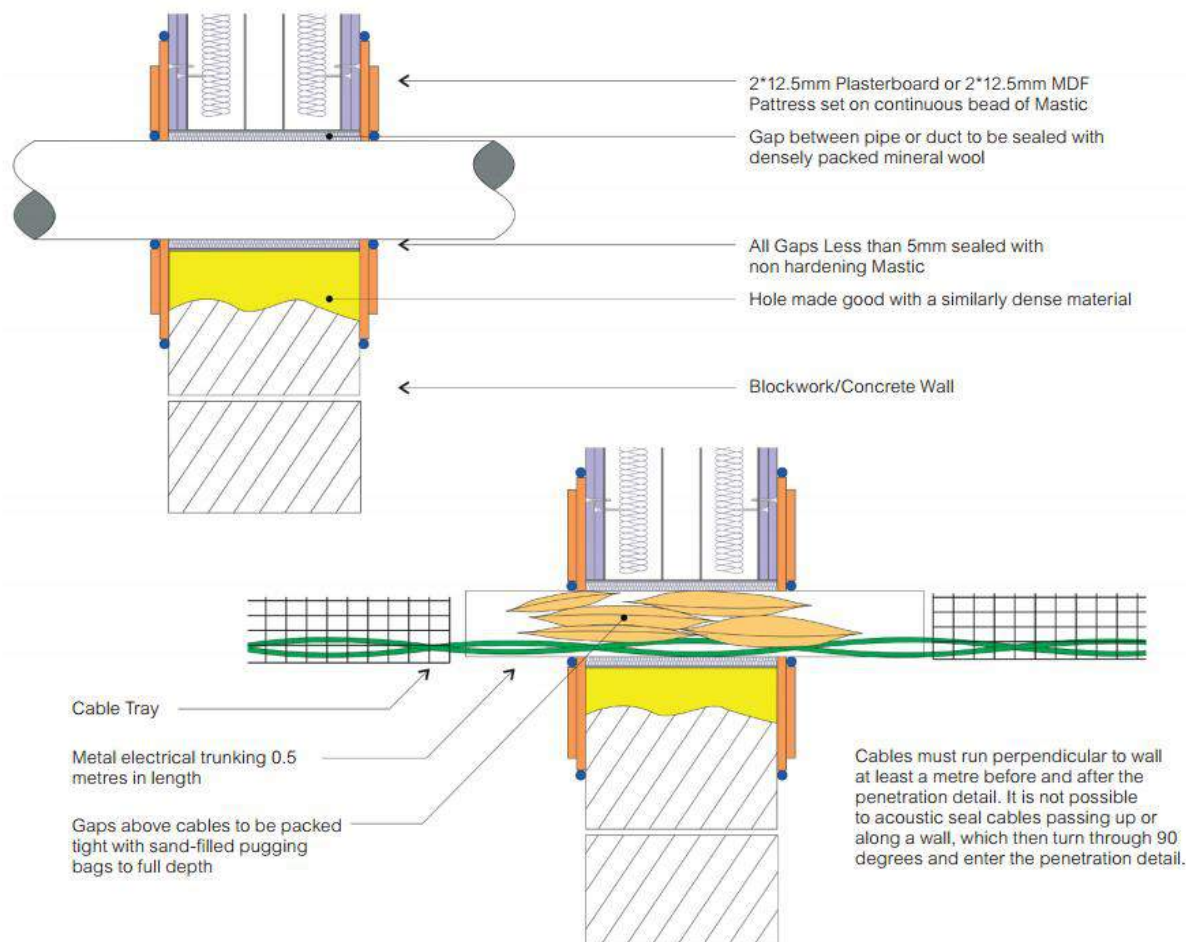 2*12.5mm Plasterboard or 2*12.5mm MDF
Pattress set on continuous bead of Mastic
Gap between pipe or duct to be sealed with
densely packed mineral wool
All Gaps Less than 5mm sealed with
non hardening Mastic
Hole made good with a similarly dense material
Blockwork/Concrete Wall
Cable Tray
Metal electrical trunking 0.5
metres in length
Gaps above cables to be packed
tight with sand-filled pugging
bags to full depth
Cables must run perpendicular to wall
at least a metre before and after the
penetration detail. It is not possible
to acoustic seal cables passing up or
along a wall, which then turn through 90
degrees and enter the penetration detail.